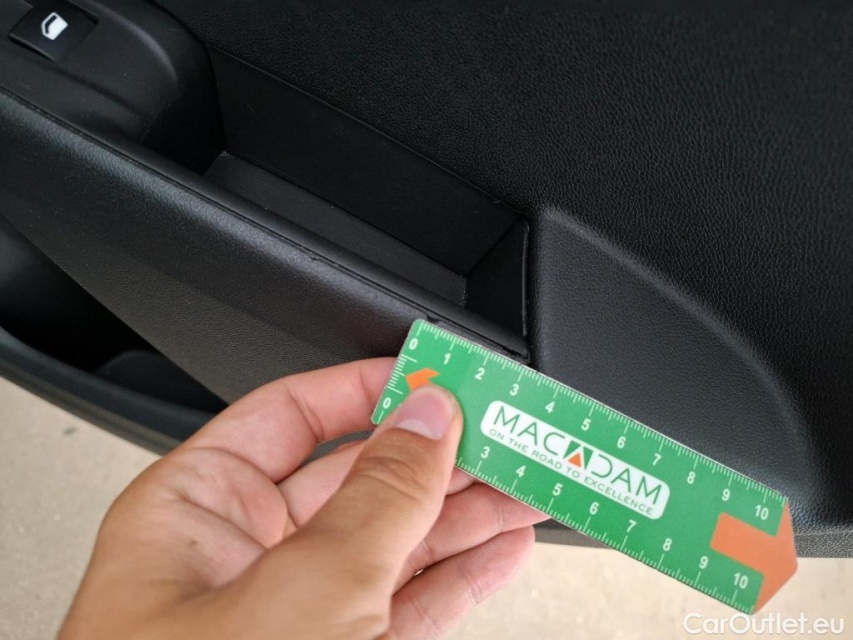 0 1 2 3 4 5 6 7 8 9 10
MACADAM
ON THE ROAD TO EXCELLENCE
0 3 4 5 6 7 8 9 10
CarOutlet.eu